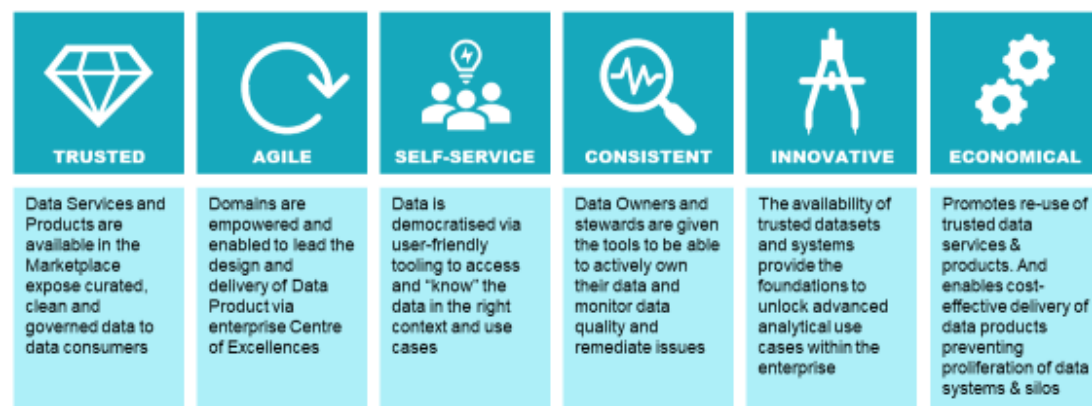 TRUSTED
Data Services and
Products are
available in the
Marketplace
expose curated,
clean and
governed data to
data consumers
AGILE
Domains are
empowered and
enabled to lead the
design and
delivery of Data
Product via
enterprise Centre
of Excellences
SELF-SERVICE
Data is
democratised via
user-friendly
tooling to access
and “know” the
data in the right
context and use
cases
CONSISTENT
Data Owners and
stewards are given
the tools to be able
to actively own
their data and
monitor data
quality and
remediate issues
INNOVATIVE
The availability of
trusted datasets
and systems
provide the
foundations to
unlock advanced
analytical use
cases within the
enterprise
ECONOMICAL
Promotes re-use of
trusted data
services &
products. And
enables cost-
effective delivery of
data products
preventing
proliferation of data
systems & silos